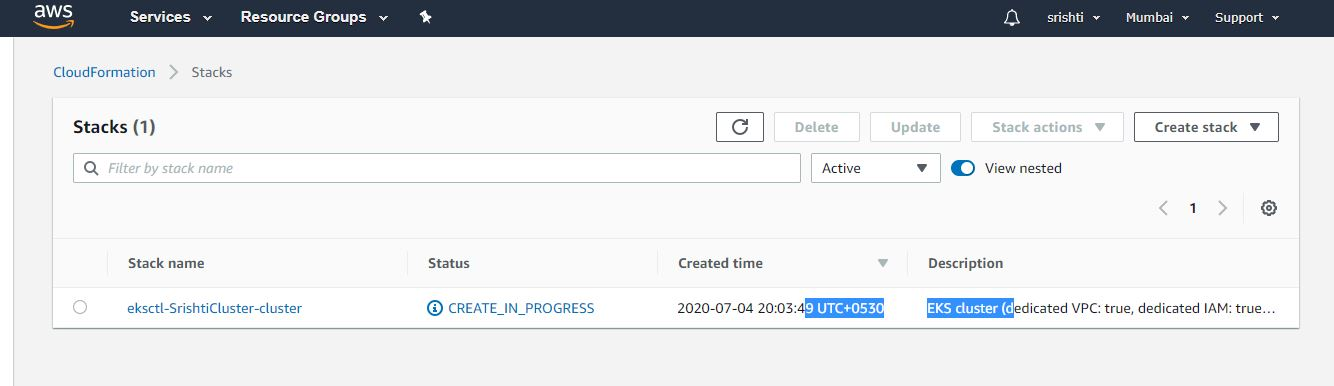 aws Services Resource Groups srishti Mumbai Support
CloudFormation Stacks
Stacks (1) Delete Update Stack actions Create stack
Filter by stack name Active View nested
1
Stack name Status Created time Description
eksctl-SrishtiCluster-cluster CREATE_IN_PROGRESS 2020-07-04 20:03:49 UTC+0530 EKS cluster (dedicated VPC: true, dedicated IAM: true...